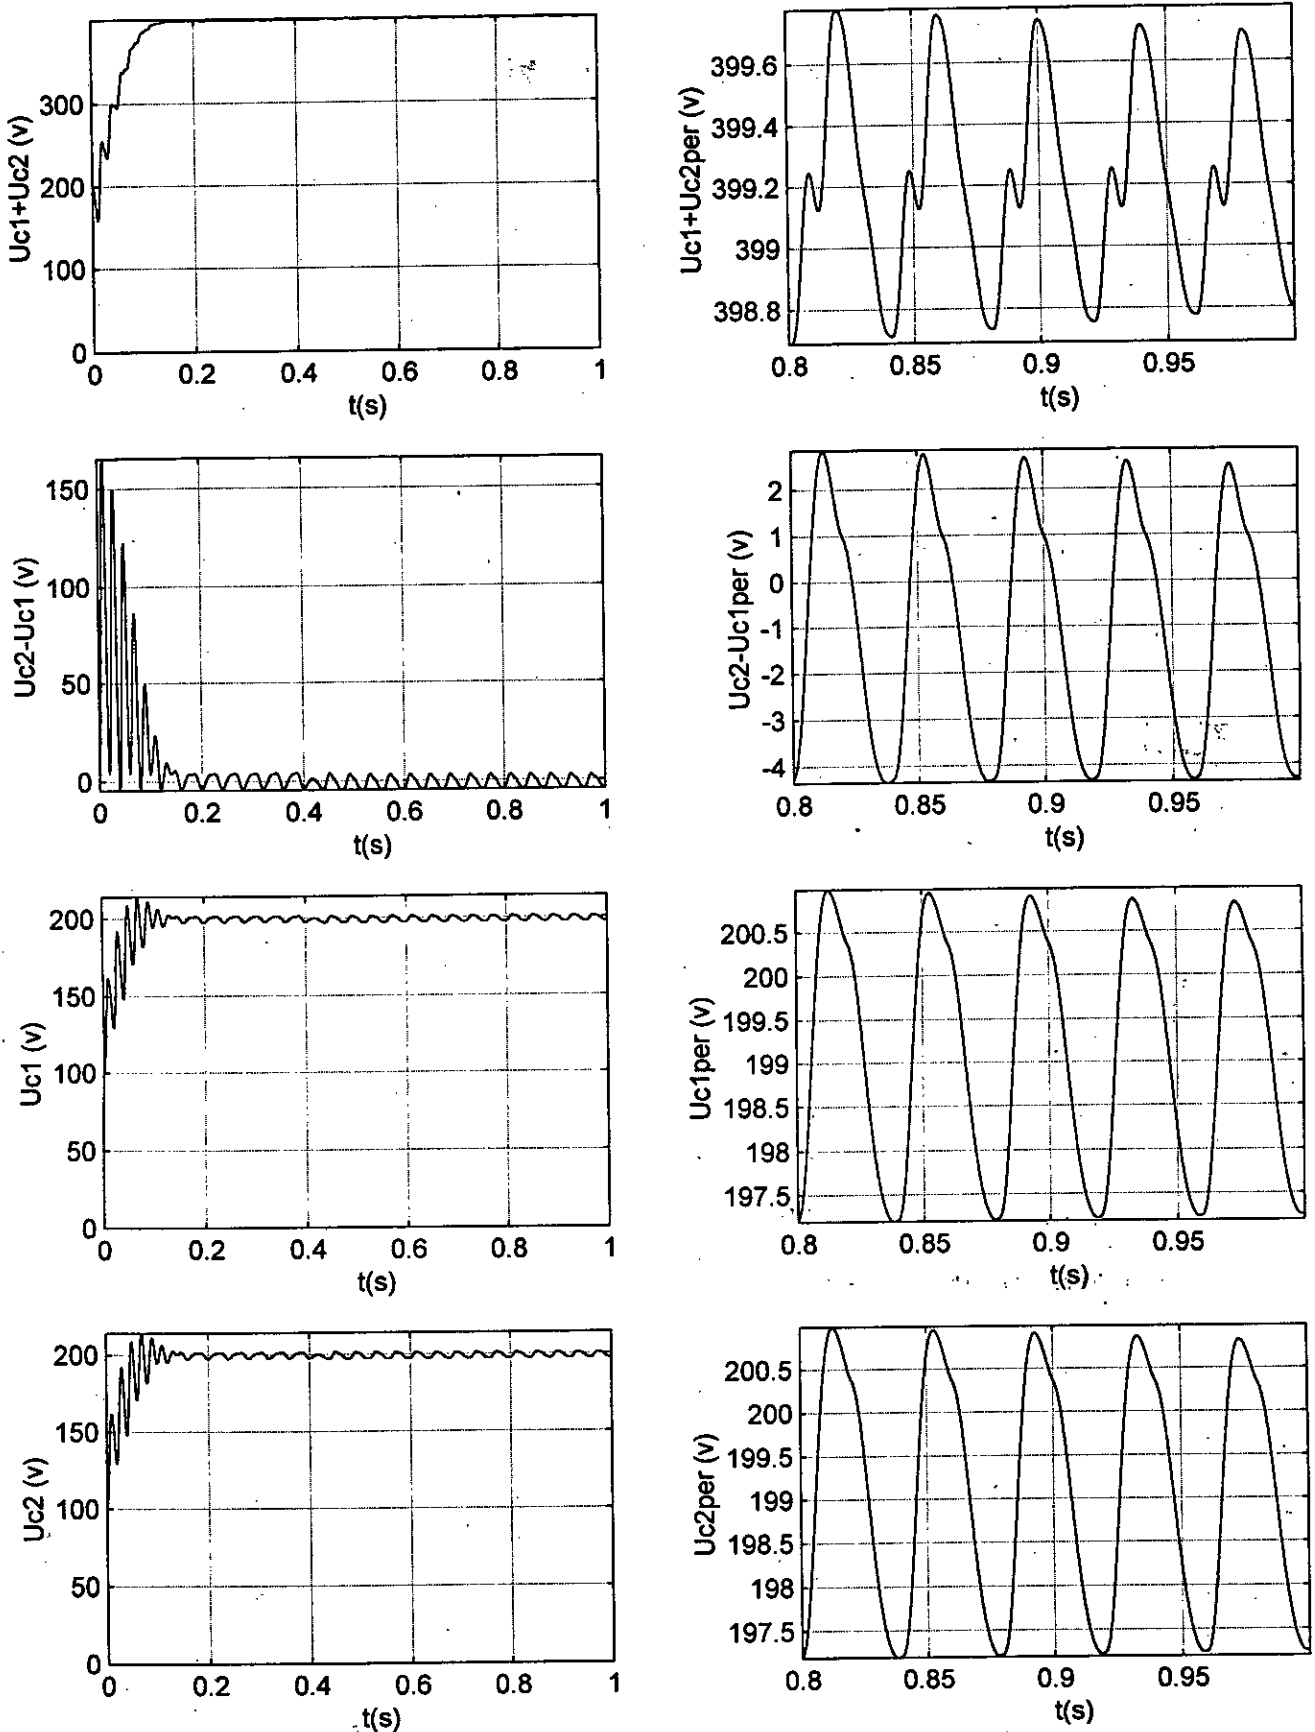 Uc1+Uc2 (v)
300
200
100
0
0 0.2 0.4 0.6 0.8 1
t(s)
Uc1+Uc2per (v)
399.6
399.4
399.2
399
398.8
0.8 0.85 0.9 0.95
t(s)
Uc2-Uc1 (v)
150
100
50
0
0 0.2 0.4 0.6 0.8 1
t(s)
Uc2-Uc1per (v)
2
1
0
-1
-2
-3
-4
0.8 0.85 0.9 0.95
t(s)
Uc1 (v)
200
150
100
50
0
0 0.2 0.4 0.6 0.8 1
t(s)
Uc1per (v)
200.5
200
199.5
199
198.5
198
197.5
0.8 0.85 0.9 0.95
t(s)
Uc2 (v)
200
150
100
50
0
0 0.2 0.4 0.6 0.8 1
t(s)
Uc2per (v)
200.5
200
199.5
199
198.5
198
197.5
0.8 0.85 0.9 0.95
t(s)